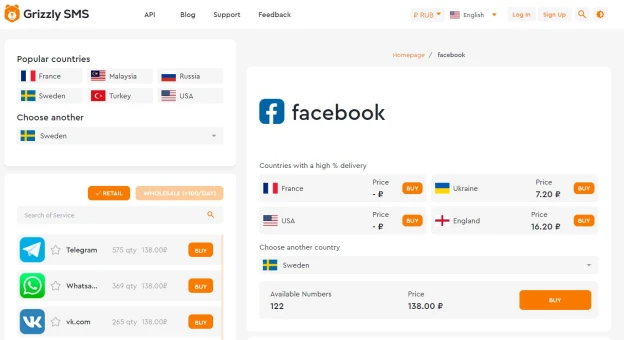 Grizzly SMS
API
Blog
Support
Feedback
₽ RUB
English
Log In
Sign Up
Popular countries
France
Malaysia
Russia
Sweden
Turkey
USA
Choose another
Sweden
✓ RETAIL
WHOLESALE (+100/DAY)
Search of Service
Telegram 575 qty 138.00₽ BUY
Whatsa... 369 qty 138.00₽ BUY
vk.com 265 qty 138.00₽ BUY
Homepage / facebook
facebook
Countries with a high % delivery
France Price - ₽ BUY
Ukraine Price 7.20 ₽ BUY
USA Price - ₽ BUY
England Price 16.20 ₽ BUY
Choose another country
Sweden
Available Numbers
122
Price
138.00 ₽
BUY